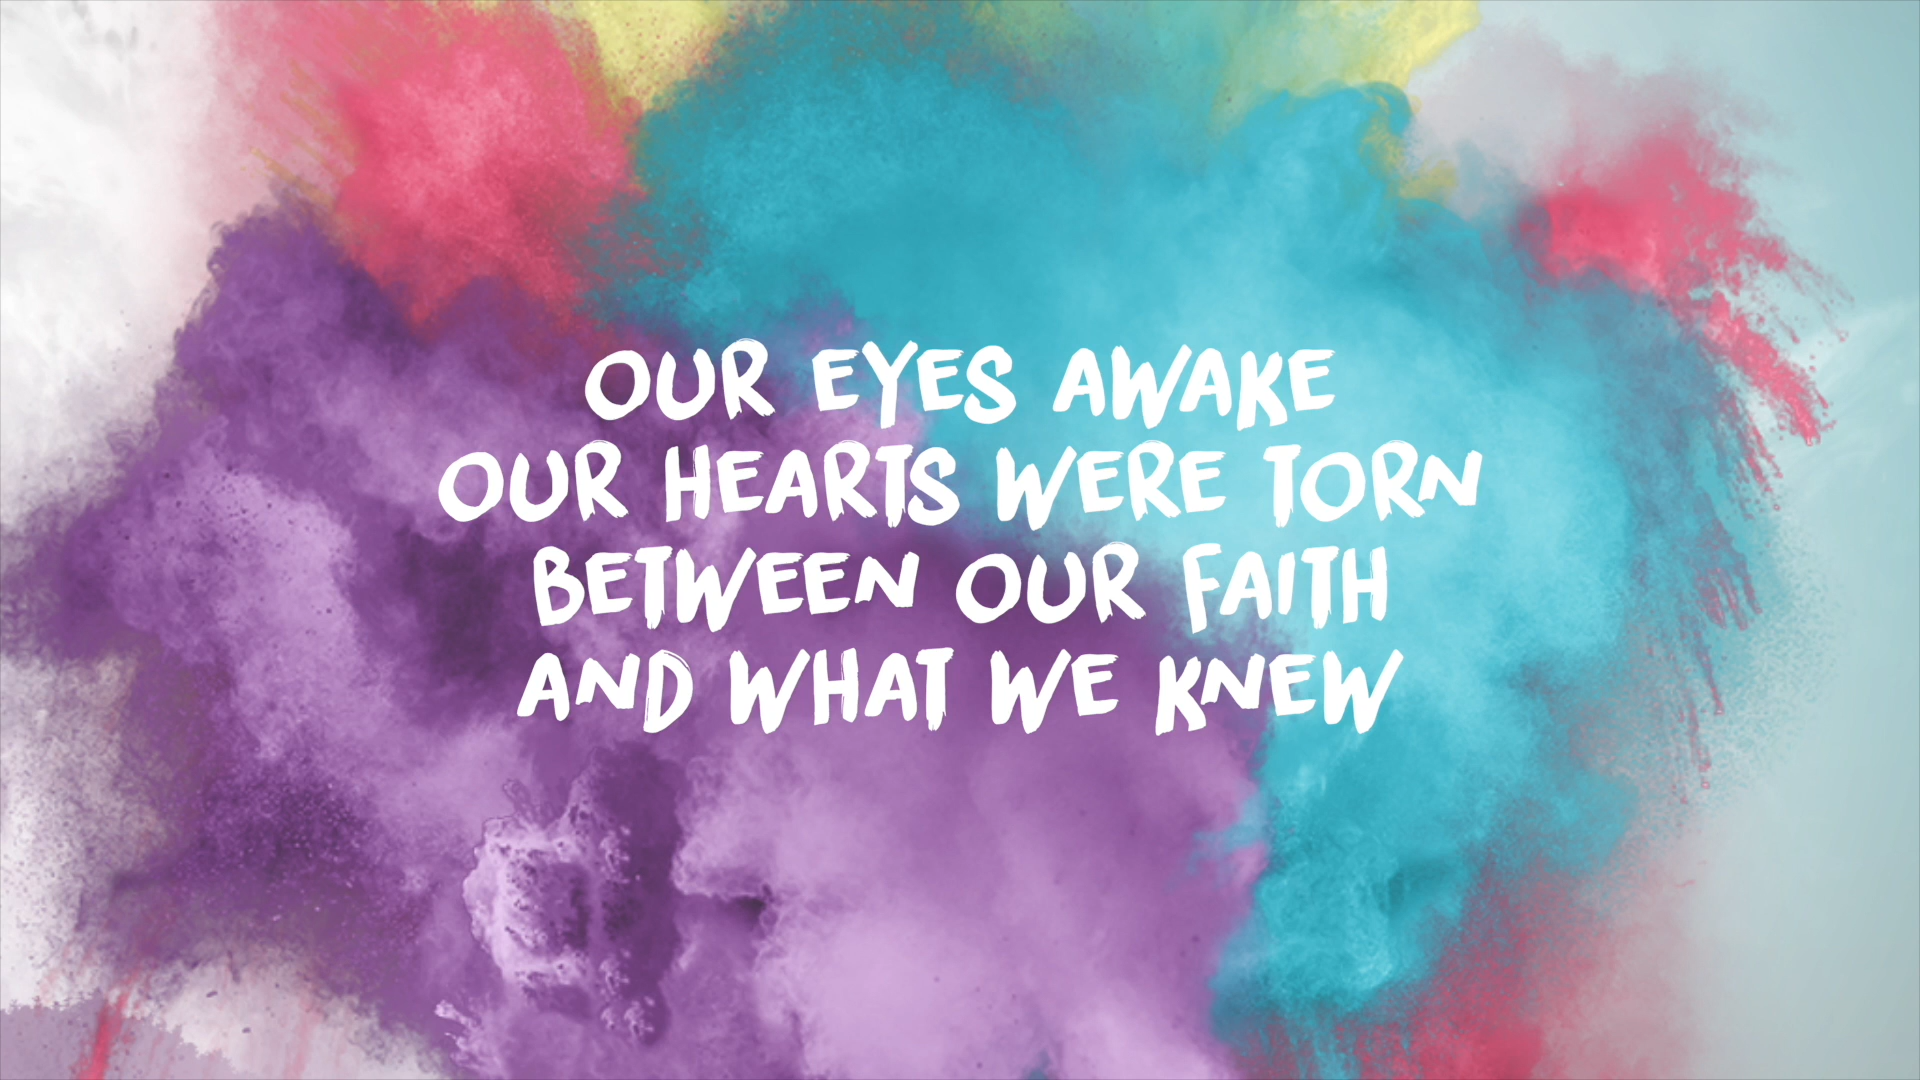 OUR EYES AWAKE
OUR HEARTS WERE TORN
BETWEEN OUR FAITH
AND WHAT WE KNEW